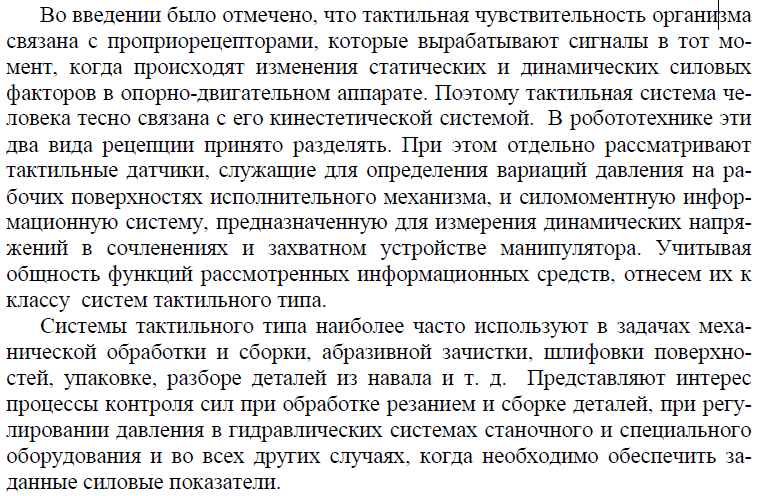 Во введении было отмечено, что тактильная чувствительность организма
связана с проприорецепторами, которые вырабатывают сигналы в тот мо-
мент, когда происходят изменения статических и динамических силовых
факторов в опорно-двигательном аппарате. Поэтому тактильная система че-
ловека тесно связана с его кинестетической системой.  В робототехнике эти
два вида рецепции принято разделять. При этом отдельно рассматривают
тактильные датчики, служащие для определения вариаций давления на ра-
бочих поверхностях исполнительного механизма, и силомоментную инфор-
мационную систему, предназначенную для измерения динамических напря-
жений в сочленениях и захватном устройстве манипулятора. Учитывая
общность функций рассмотренных информационных средств, отнесем их к
классу  систем тактильного типа.
Системы тактильного типа наиболее часто используют в задачах меха-
нической обработки и сборки, абразивной зачистки, шлифовки поверхно-
стей, упаковке, разборе деталей из навала и т. д.  Представляют интерес
процессы контроля сил при обработке резанием и сборке деталей, при регу-
лировании давления в гидравлических системах станочного и специального
оборудования и во всех других случаях, когда необходимо обеспечить за-
данные силовые показатели.